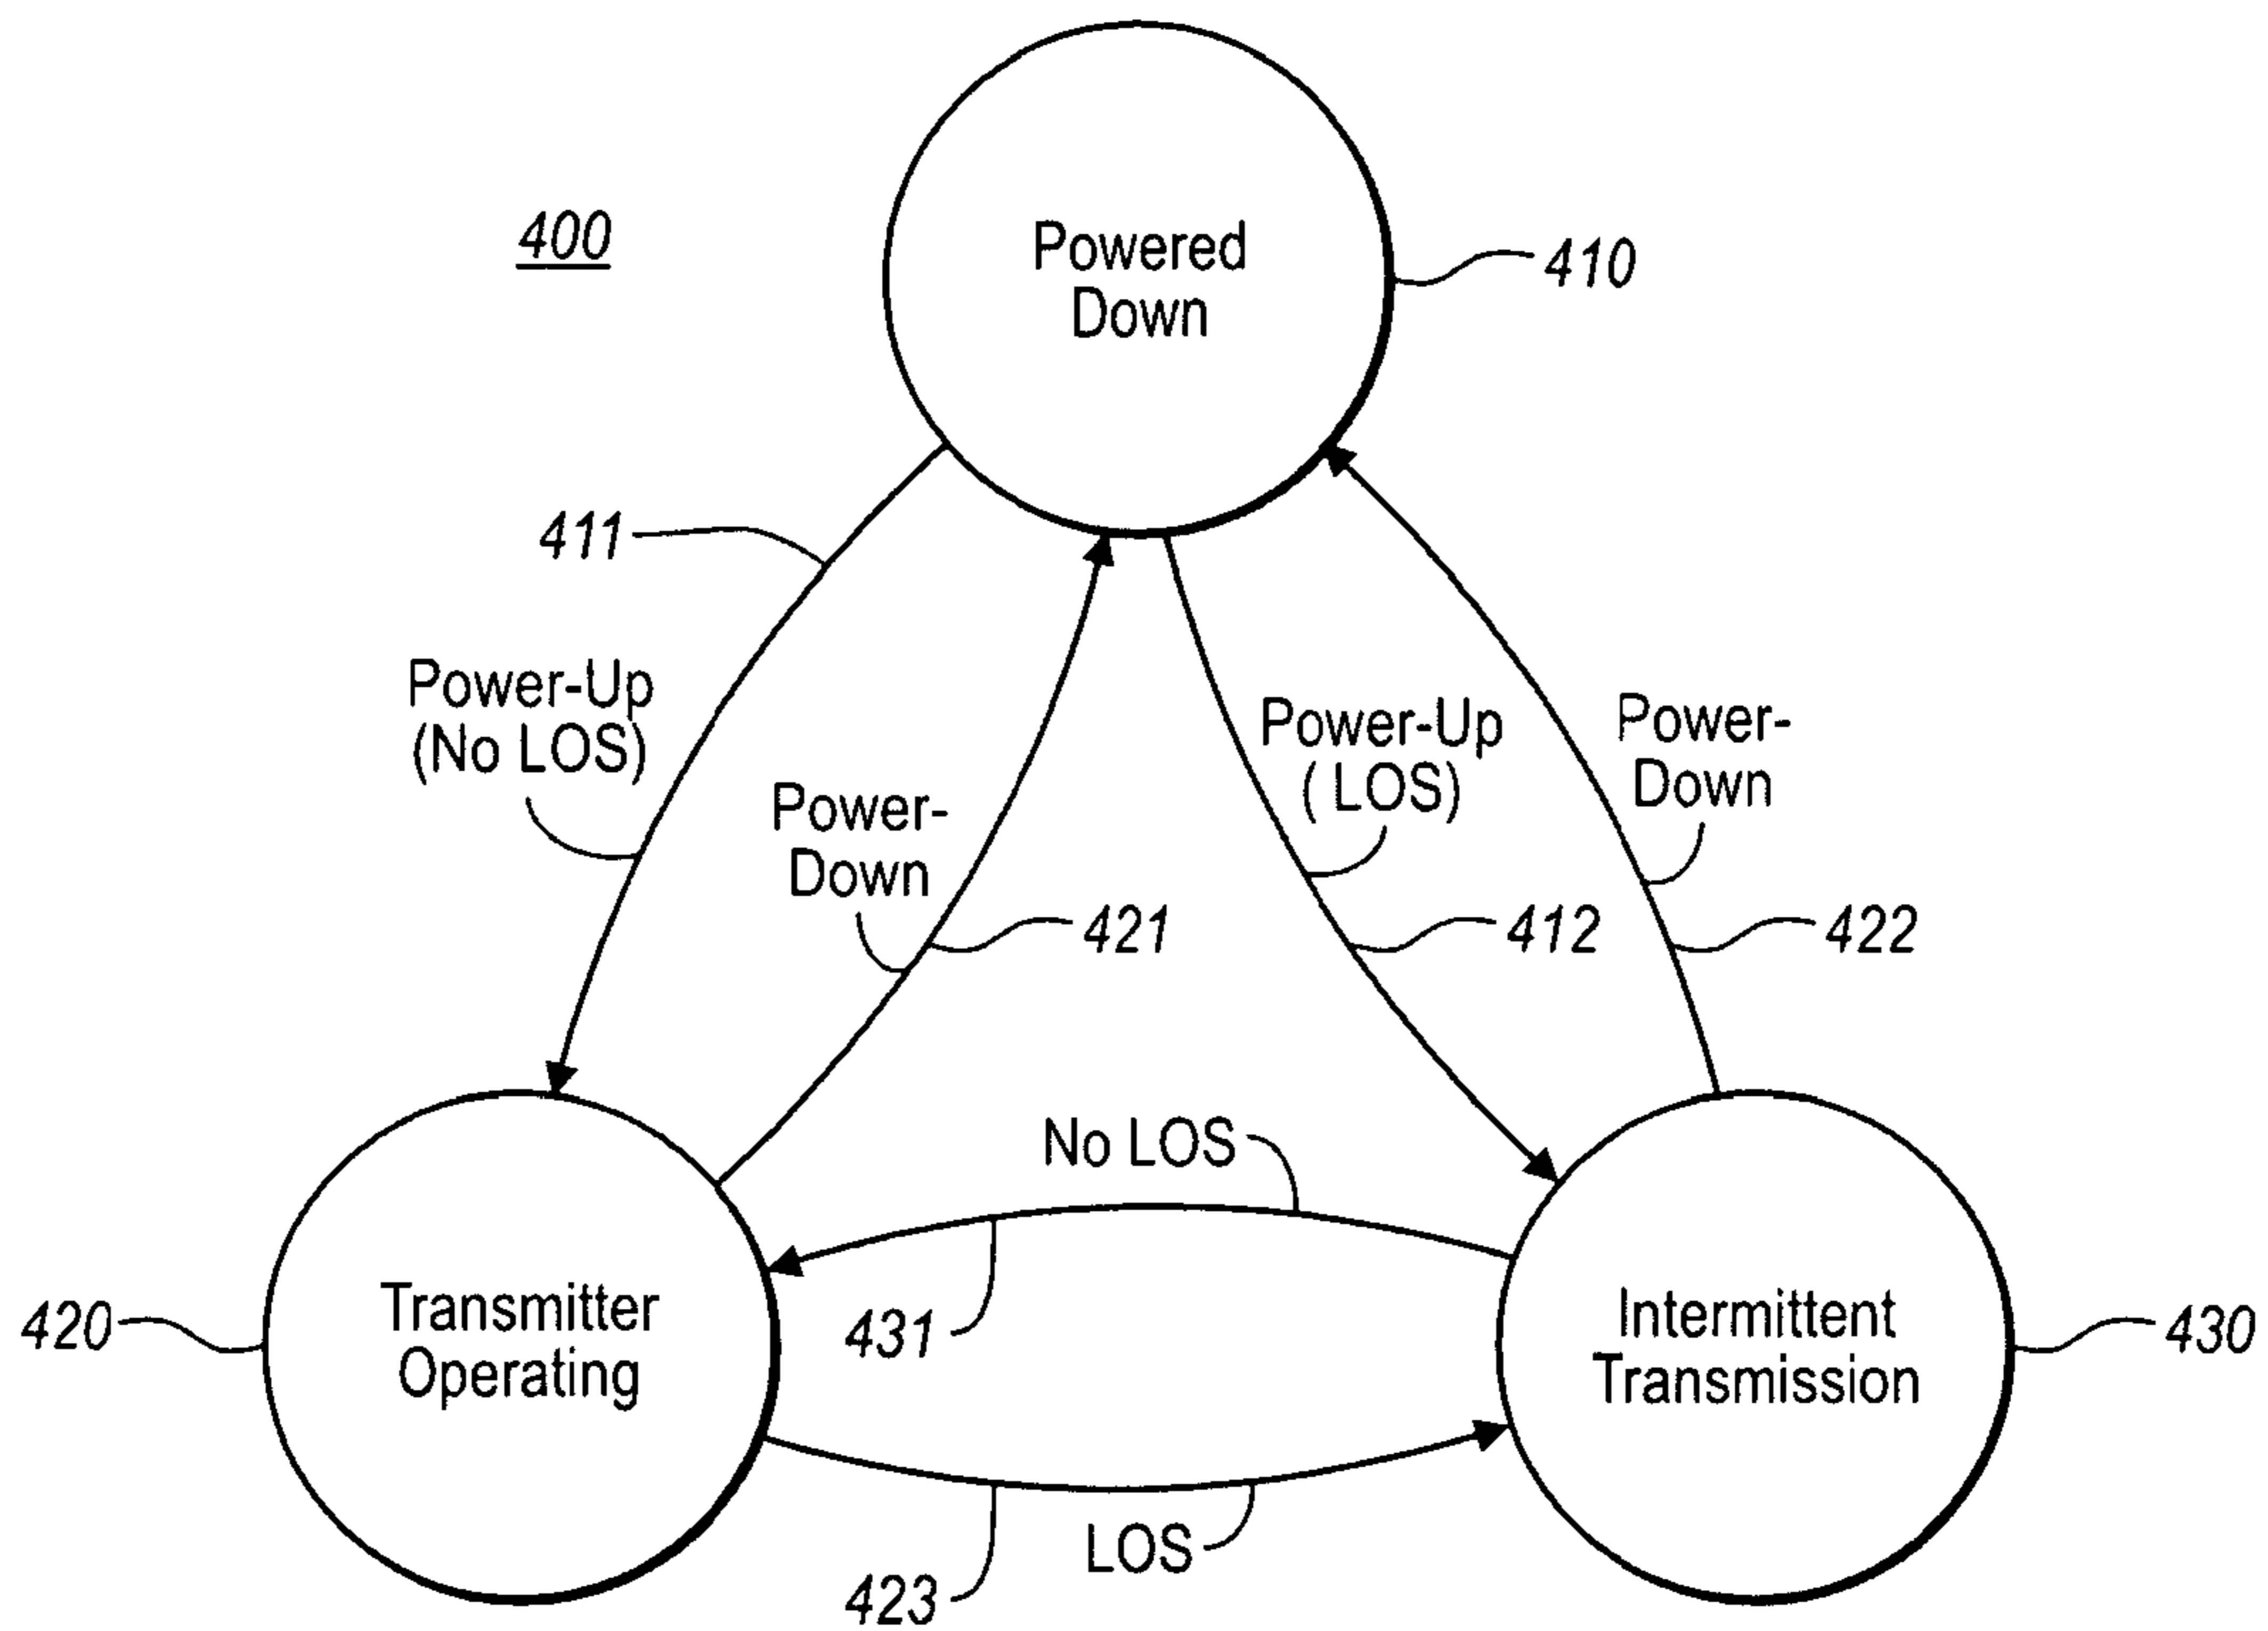 400
Powered
Down
410
411
Power-Up
(No LOS)
Power-
Down
421
Power-Up
( LOS)
412
Power-
Down
422
No LOS
431
Transmitter
Operating
420
Intermittent
Transmission
430
LOS
423